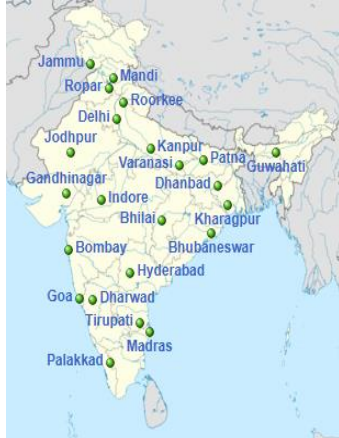 Jammu
Mandi
Ropar
Roorkee
Delhi
Jodhpur
Kanpur
Patna
Varanasi
Guwahati
Gandhinagar
Dhanbad
Indore
Kharagpur
Bhilai
Bhubaneswar
Bombay
Hyderabad
Goa
Dharwad
Tirupati
Madras
Palakkad